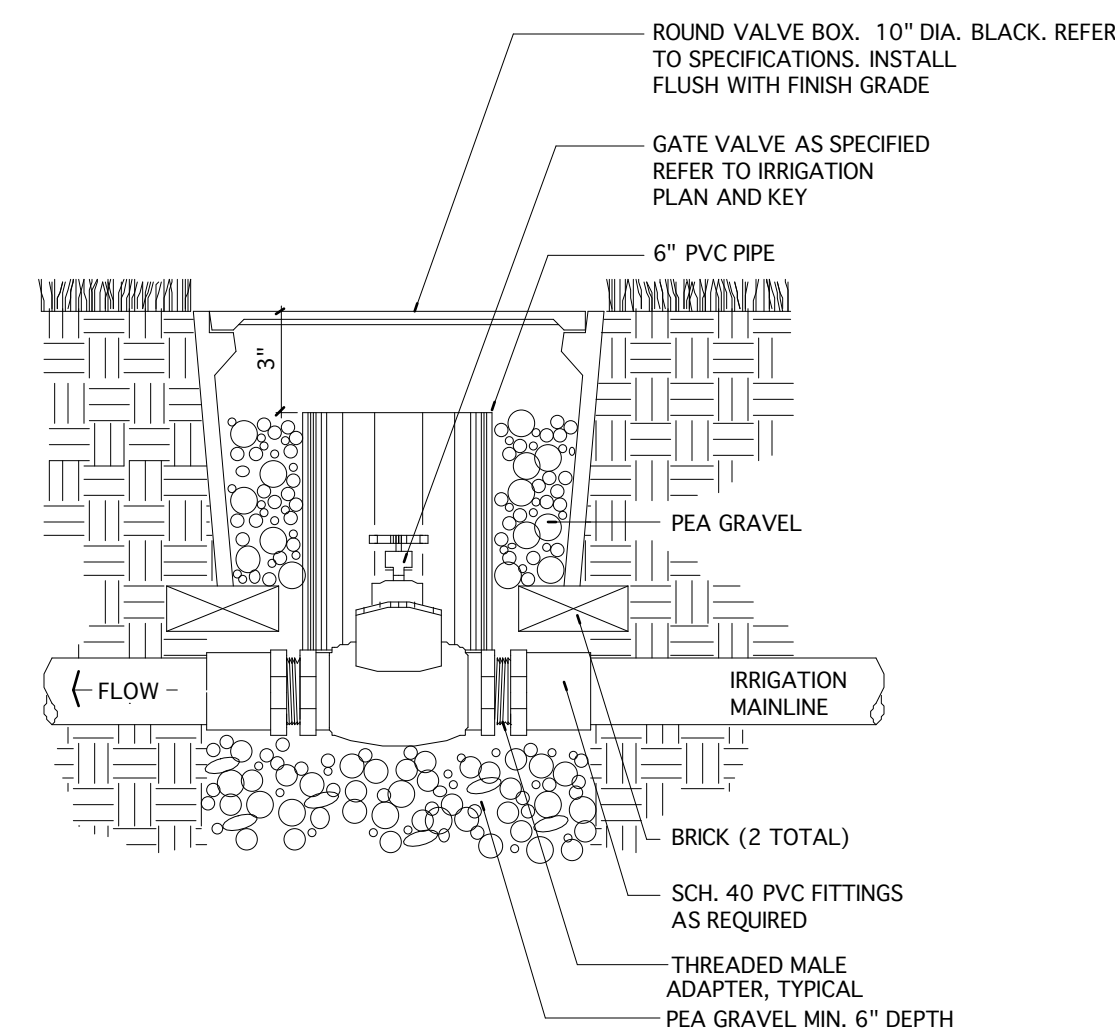 ROUND VALVE BOX. 10" DIA. BLACK. REFER
TO SPECIFICATIONS. INSTALL
FLUSH WITH FINISH GRADE
GATE VALVE AS SPECIFIED
REFER TO IRRIGATION
PLAN AND KEY
6" PVC PIPE
3"
PEA GRAVEL
FLOW
IRRIGATION
MAINLINE
BRICK (2 TOTAL)
SCH. 40 PVC FITTINGS
AS REQUIRED
THREADED MALE
ADAPTER, TYPICAL
PEA GRAVEL MIN. 6" DEPTH